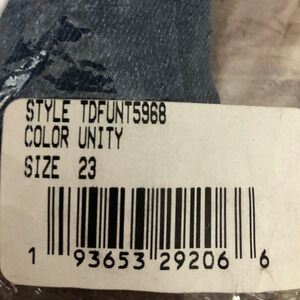 STYLE TDFUNT5968
COLOR UNITY
SIZE 23
1 93653 29206 6